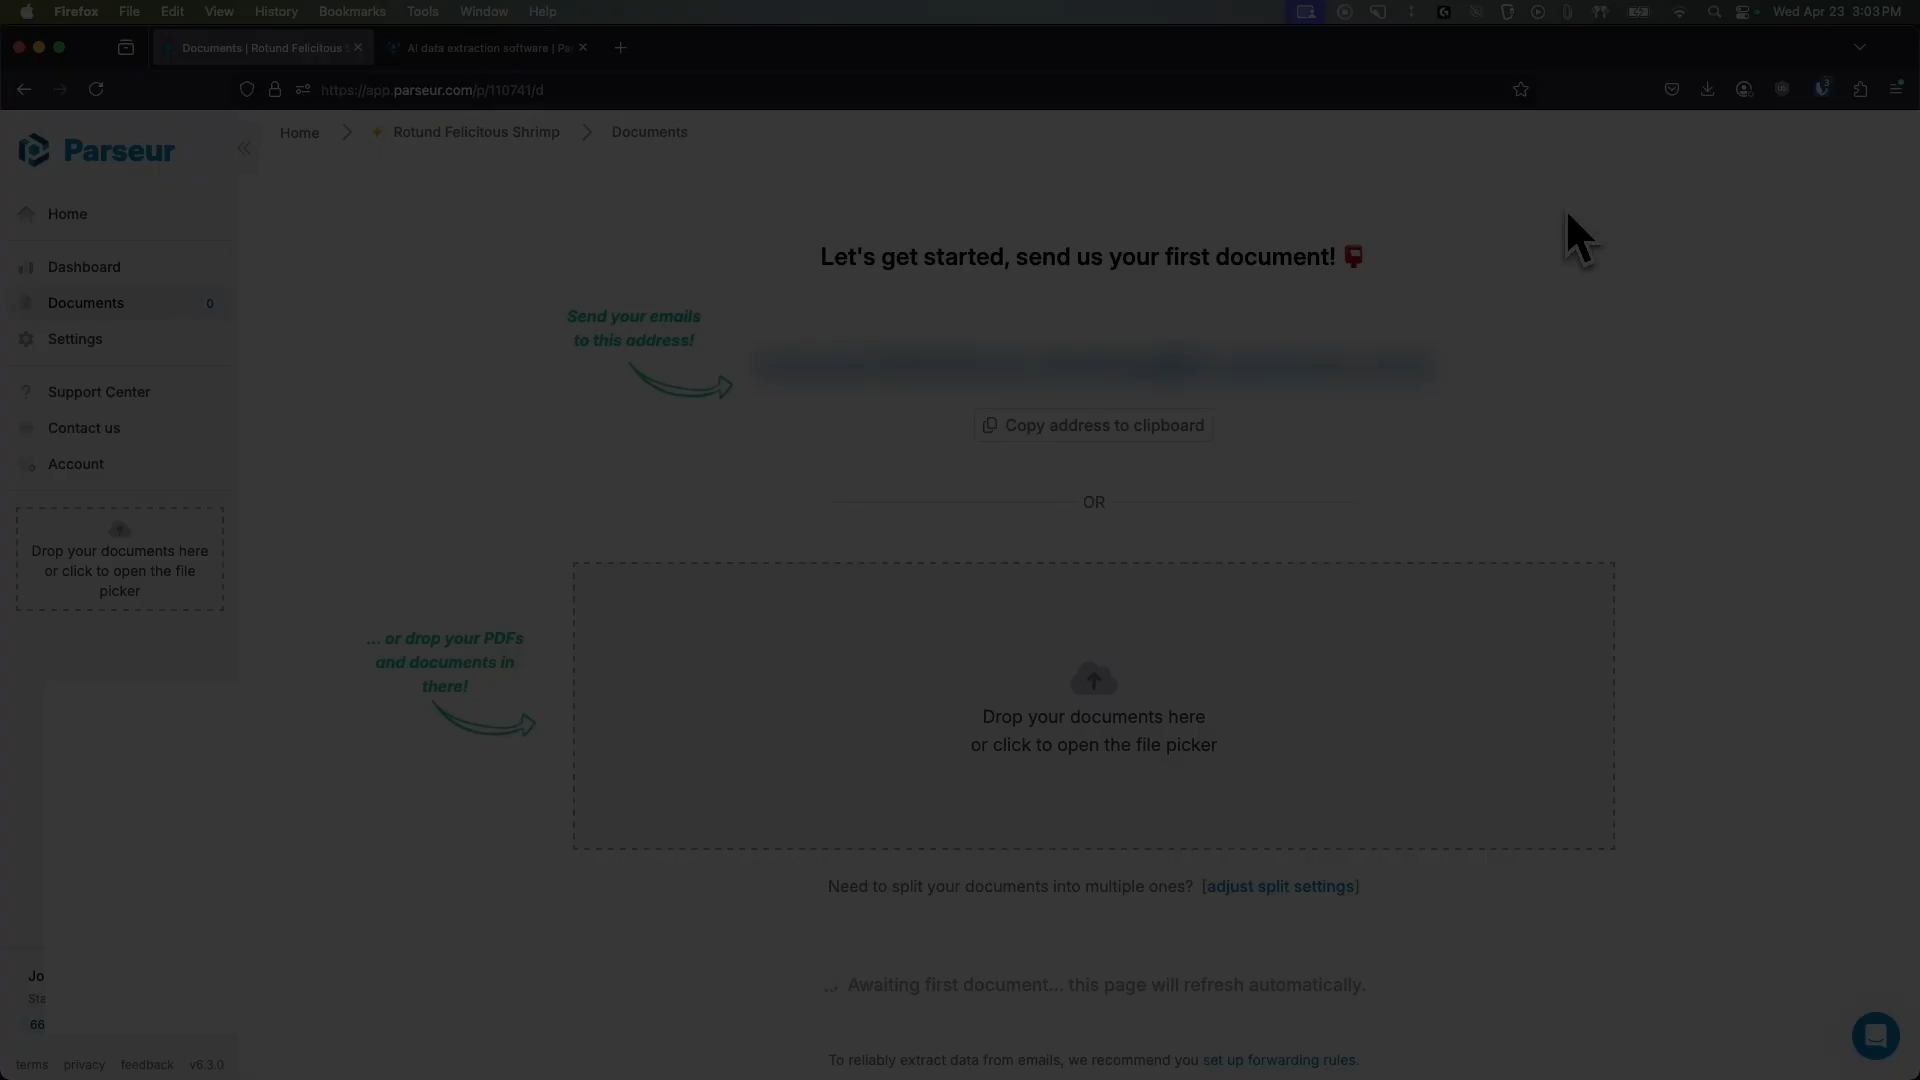 Firefox File Edit View History Bookmarks Tools Window Help
Wed Apr 23 3:03 PM
Documents | Rotund Felicitous S
AI data extraction software | Pa
https://app.parseur.com/p/110741/d
Parseur
Home
Rotund Felicitous Shrimp
Documents
Home
Dashboard
Documents 0
Settings
Support Center
Contact us
Account
Drop your documents here
or click to open the file
picker
Let's get started, send us your first document!
Send your emails
to this address!
Copy address to clipboard
OR
... or drop your PDFs
and documents in
there!
Drop your documents here
or click to open the file picker
Need to split your documents into multiple ones? [adjust split settings]
Awaiting first document... this page will refresh automatically.
To reliably extract data from emails, we recommend you set up forwarding rules.
Jo
Sta
66
terms privacy feedback v6.3.0